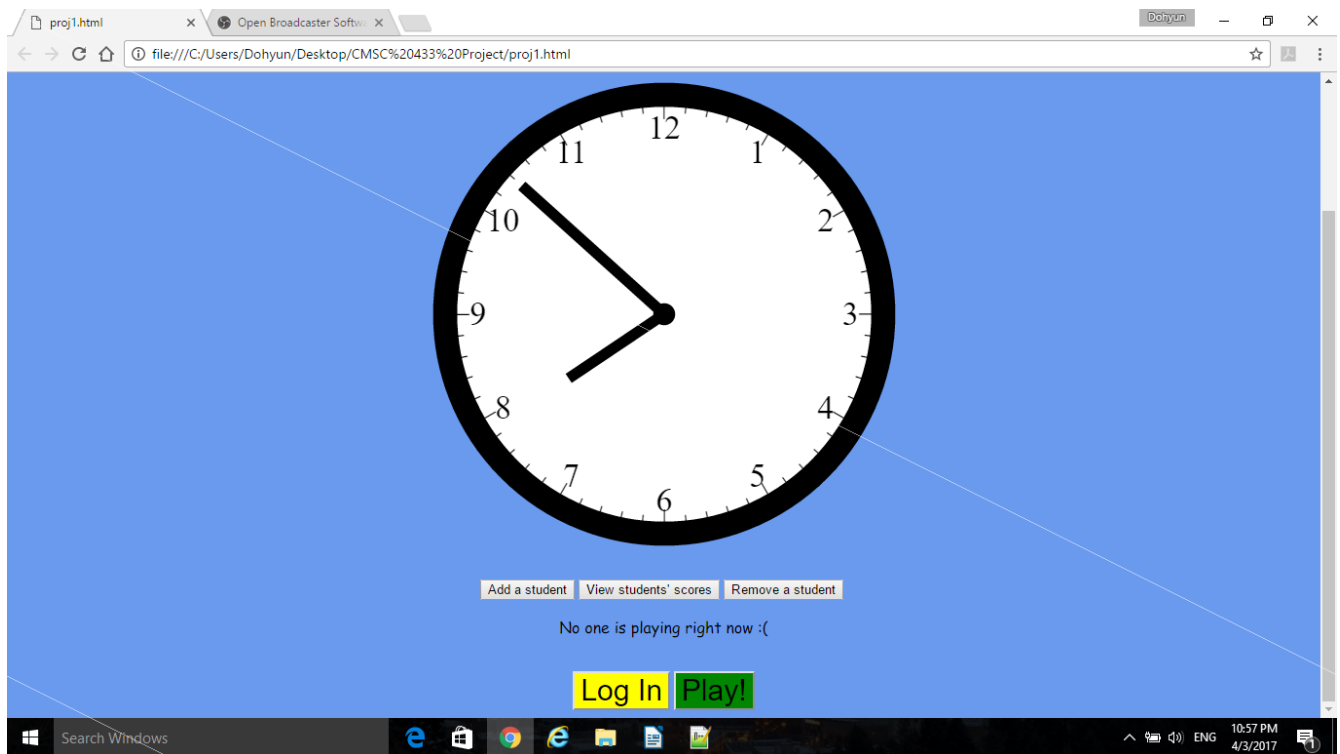 proj1.html
Open Broadcaster Softw
Dohyun
file:///C:/Users/Dohyun/Desktop/CMSC%20433%20Project/proj1.html
12
11
1
10
2
9
3
8
4
7
5
6
Add a student View students' scores Remove a student
No one is playing right now :(
Log In Play!
Search Windows
ENG
10:57 PM
4/3/2017
1